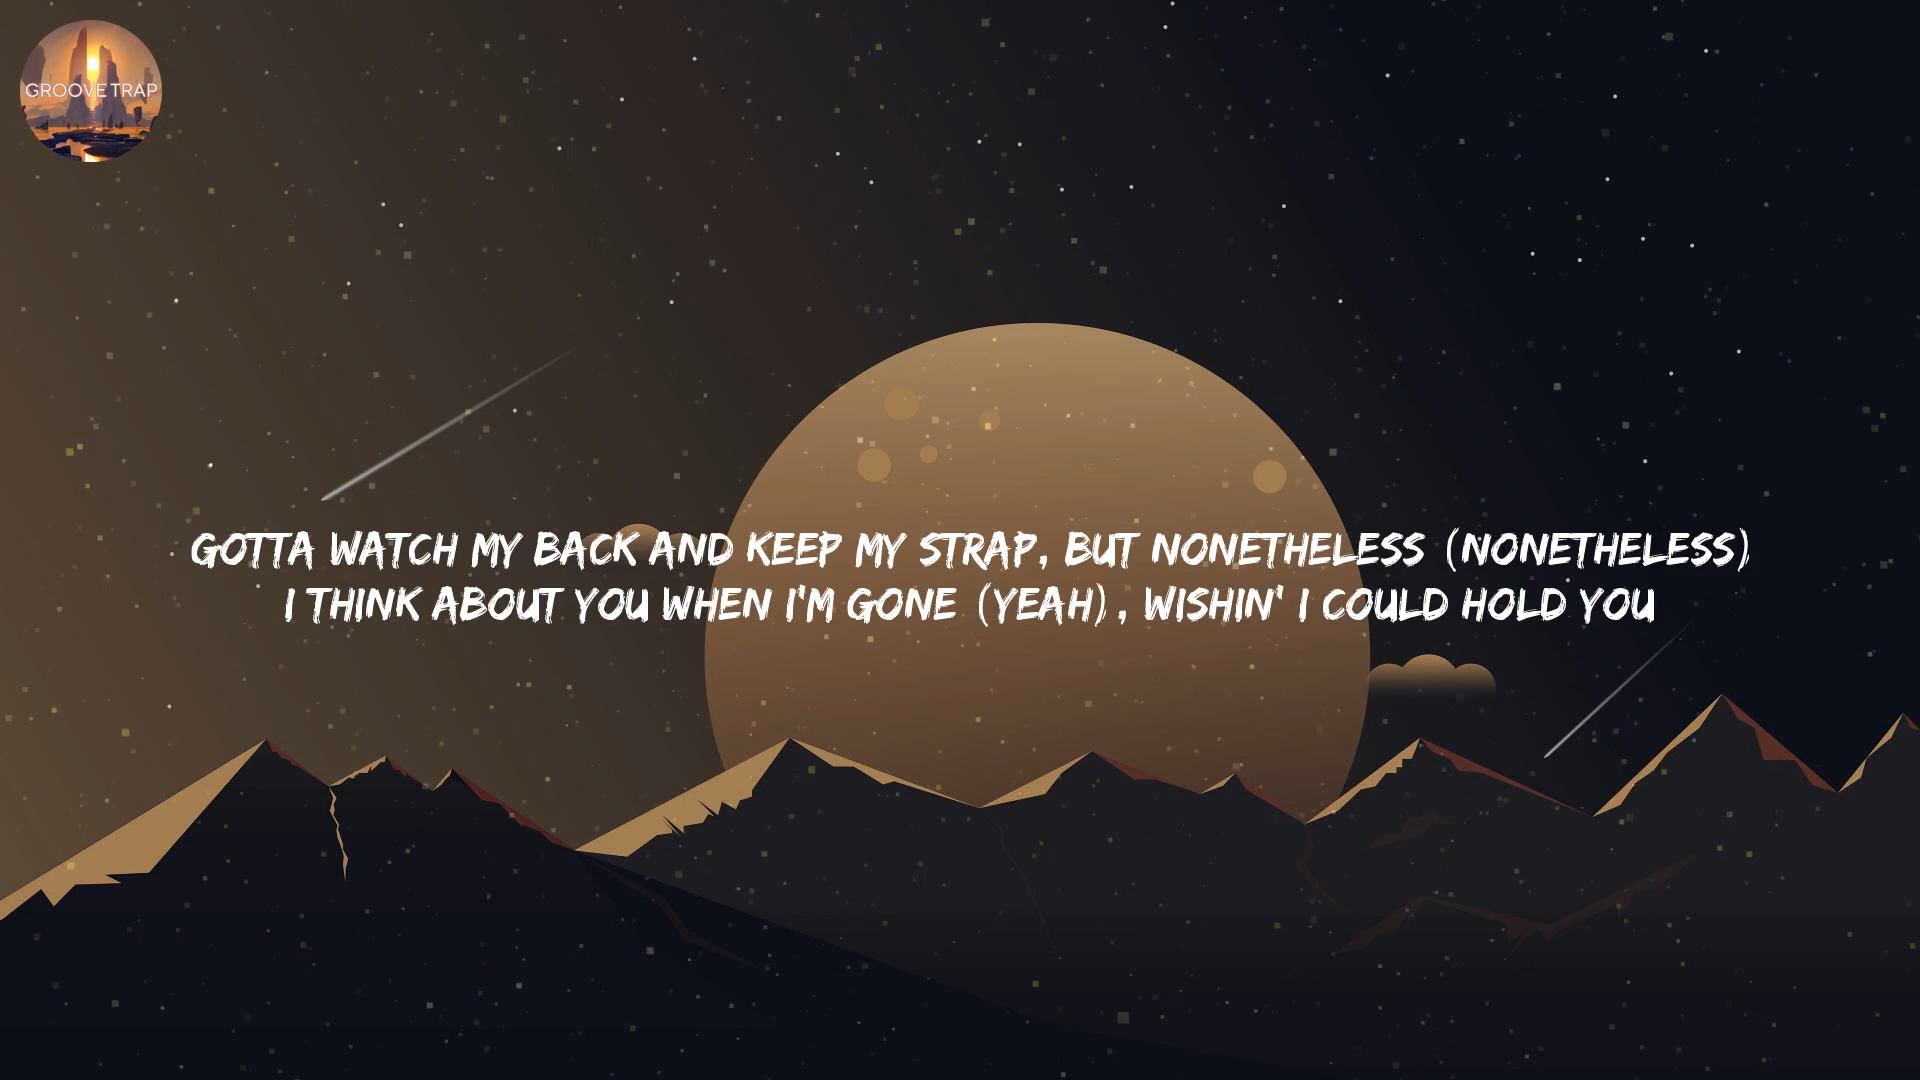 GROOVE TRAP
GOTTA WATCH MY BACK AND KEEP MY STRAP, BUT NONETHELESS (NONETHELESS)
I THINK ABOUT YOU WHEN I'M GONE (YEAH), WISHIN' I COULD HOLD YOU